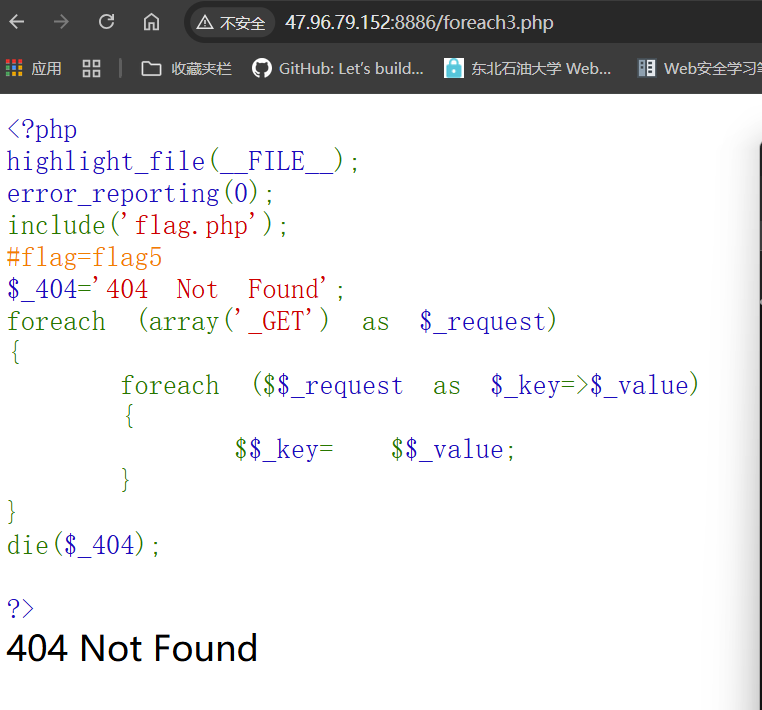 不安全 47.96.79.152:8886/foreach3.php
应用 收藏夹栏 GitHub: Let's build... 东北石油大学 Web... Web安全学习
<?php
highlight_file(__FILE__);
error_reporting(0);
include('flag.php');
#flag=flag5
$_404='404 Not Found';
foreach (array('_GET') as $_request)
{
foreach ($$_request as $_key=>$_value)
{
$$_key= $$_value;
}
}
die($_404);
?>
404 Not Found